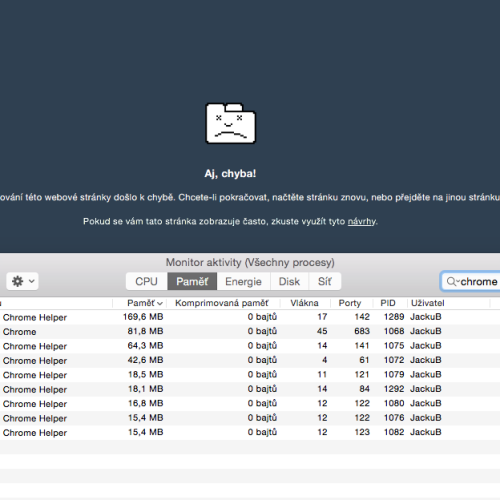 Aj, chyba!
ování této webové stránky došlo k chybě. Chcete-li pokračovat, načtěte stránku znovu, nebo přejděte na jinou stránku
Pokud se vám tato stránka zobrazuje často, zkuste využít tyto návrhy.
Monitor aktivity (Všechny procesy)
CPU Paměť Energie Disk Síť chrome
Paměť Komprimovaná paměť Vlákna Porty PID Uživatel
Chrome Helper 169,6 MB 0 bajtů 17 142 1289 JackuB
Chrome 81,8 MB 0 bajtů 45 683 1068 JackuB
Chrome Helper 64,3 MB 0 bajtů 14 141 1075 JackuB
Chrome Helper 42,6 MB 0 bajtů 4 61 1072 JackuB
Chrome Helper 18,5 MB 0 bajtů 11 121 1079 JackuB
Chrome Helper 18,1 MB 0 bajtů 14 84 1292 JackuB
Chrome Helper 16,8 MB 0 bajtů 12 122 1080 JackuB
Chrome Helper 15,4 MB 0 bajtů 12 122 1076 JackuB
Chrome Helper 15,4 MB 0 bajtů 12 123 1082 JackuB